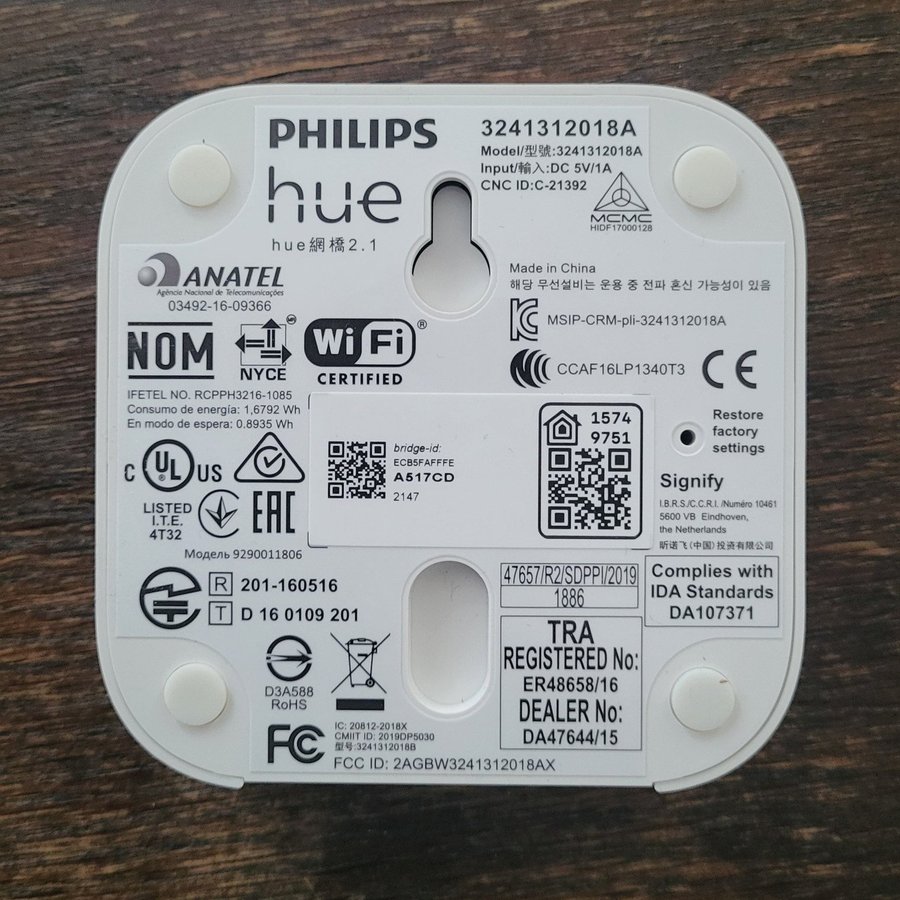 PHILIPS
hue
hue網橋2.1
3241312018A
Model/型號:3241312018A
Input/輸入:DC 5V/1A
CNC ID:C-21392
MCMC
HIDF17000128
ANATEL
Agência Nacional de Telecomunicações
03492-16-09366
Made in China
해당 무선설비는 운용 중 전파 혼신 가능성이 있음
MSIP-CRM-pli-3241312018A
NOM
NYCE
WiFi®
CERTIFIED
CCAF16LP1340T3
CE
IFETEL NO. RCPPH3216-1085
Consumo de energía: 1,6792 Wh
En modo de espera: 0.8935 Wh
bridge-id:
ECB5FAFFFE
A517CD
2147
1574
9751
Restore
factory
settings
C UL US
LISTED
I.T.E.
4T32
EAC
Модель 9290011806
Signify
I.B.R.S./C.C.R.I. /Numéro 10461
5600 VB Eindhoven,
the Netherlands
昕诺飞(中国)投资有限公司
R 201-160516
T D 16 0109 201
47657/R2/SDPPI/2019
1886
Complies with
IDA Standards
DA107371
TRA
REGISTERED No:
ER48658/16
DEALER No:
DA47644/15
D3A588
RoHS
FC
IC: 20812-2018X
CMIIT ID: 2019DP5030
型号:3241312018B
FCC ID: 2AGBW3241312018AX